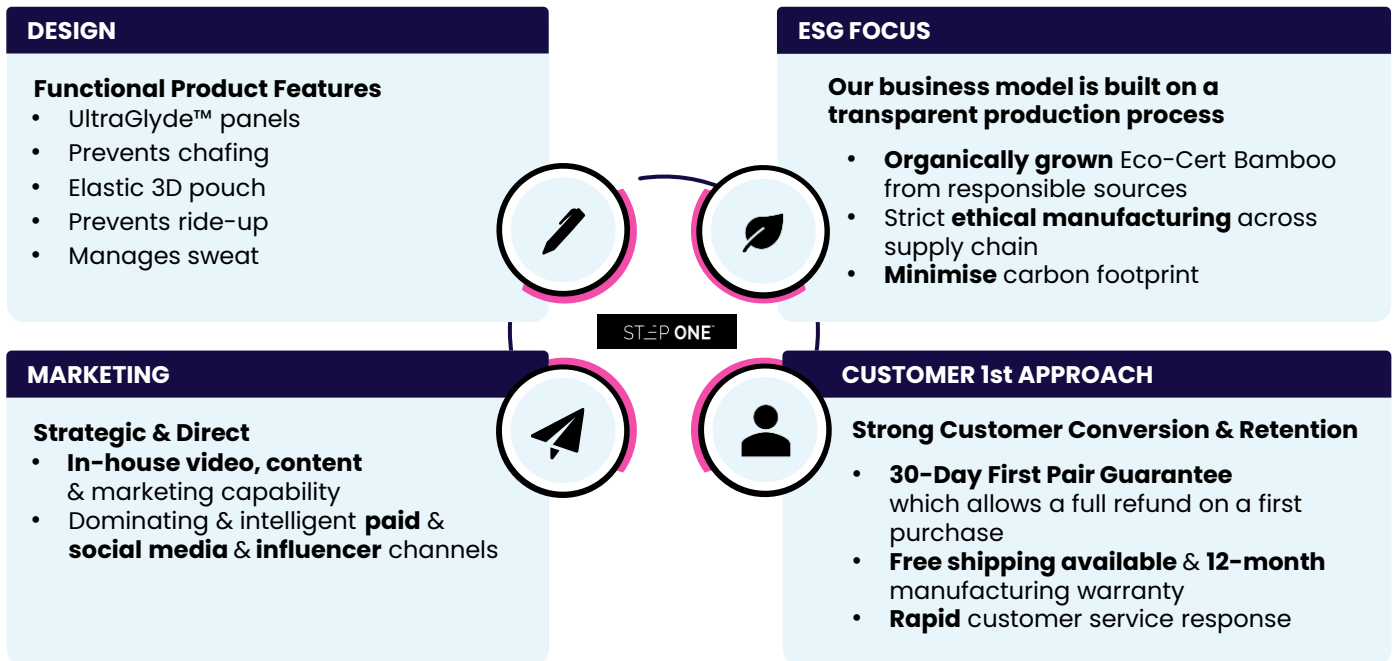 DESIGN
Functional Product Features
• UltraGlyde™ panels
• Prevents chafing
• Elastic 3D pouch
• Prevents ride-up
• Manages sweat
ESG FOCUS
Our business model is built on a
transparent production process
• Organically grown Eco-Cert Bamboo
from responsible sources
• Strict ethical manufacturing across
supply chain
• Minimise carbon footprint
STEP ONE™
MARKETING
Strategic & Direct
• In-house video, content
& marketing capability
• Dominating & intelligent paid &
social media & influencer channels
CUSTOMER 1st APPROACH
Strong Customer Conversion & Retention
• 30-Day First Pair Guarantee
which allows a full refund on a first
purchase
• Free shipping available & 12-month
manufacturing warranty
• Rapid customer service response